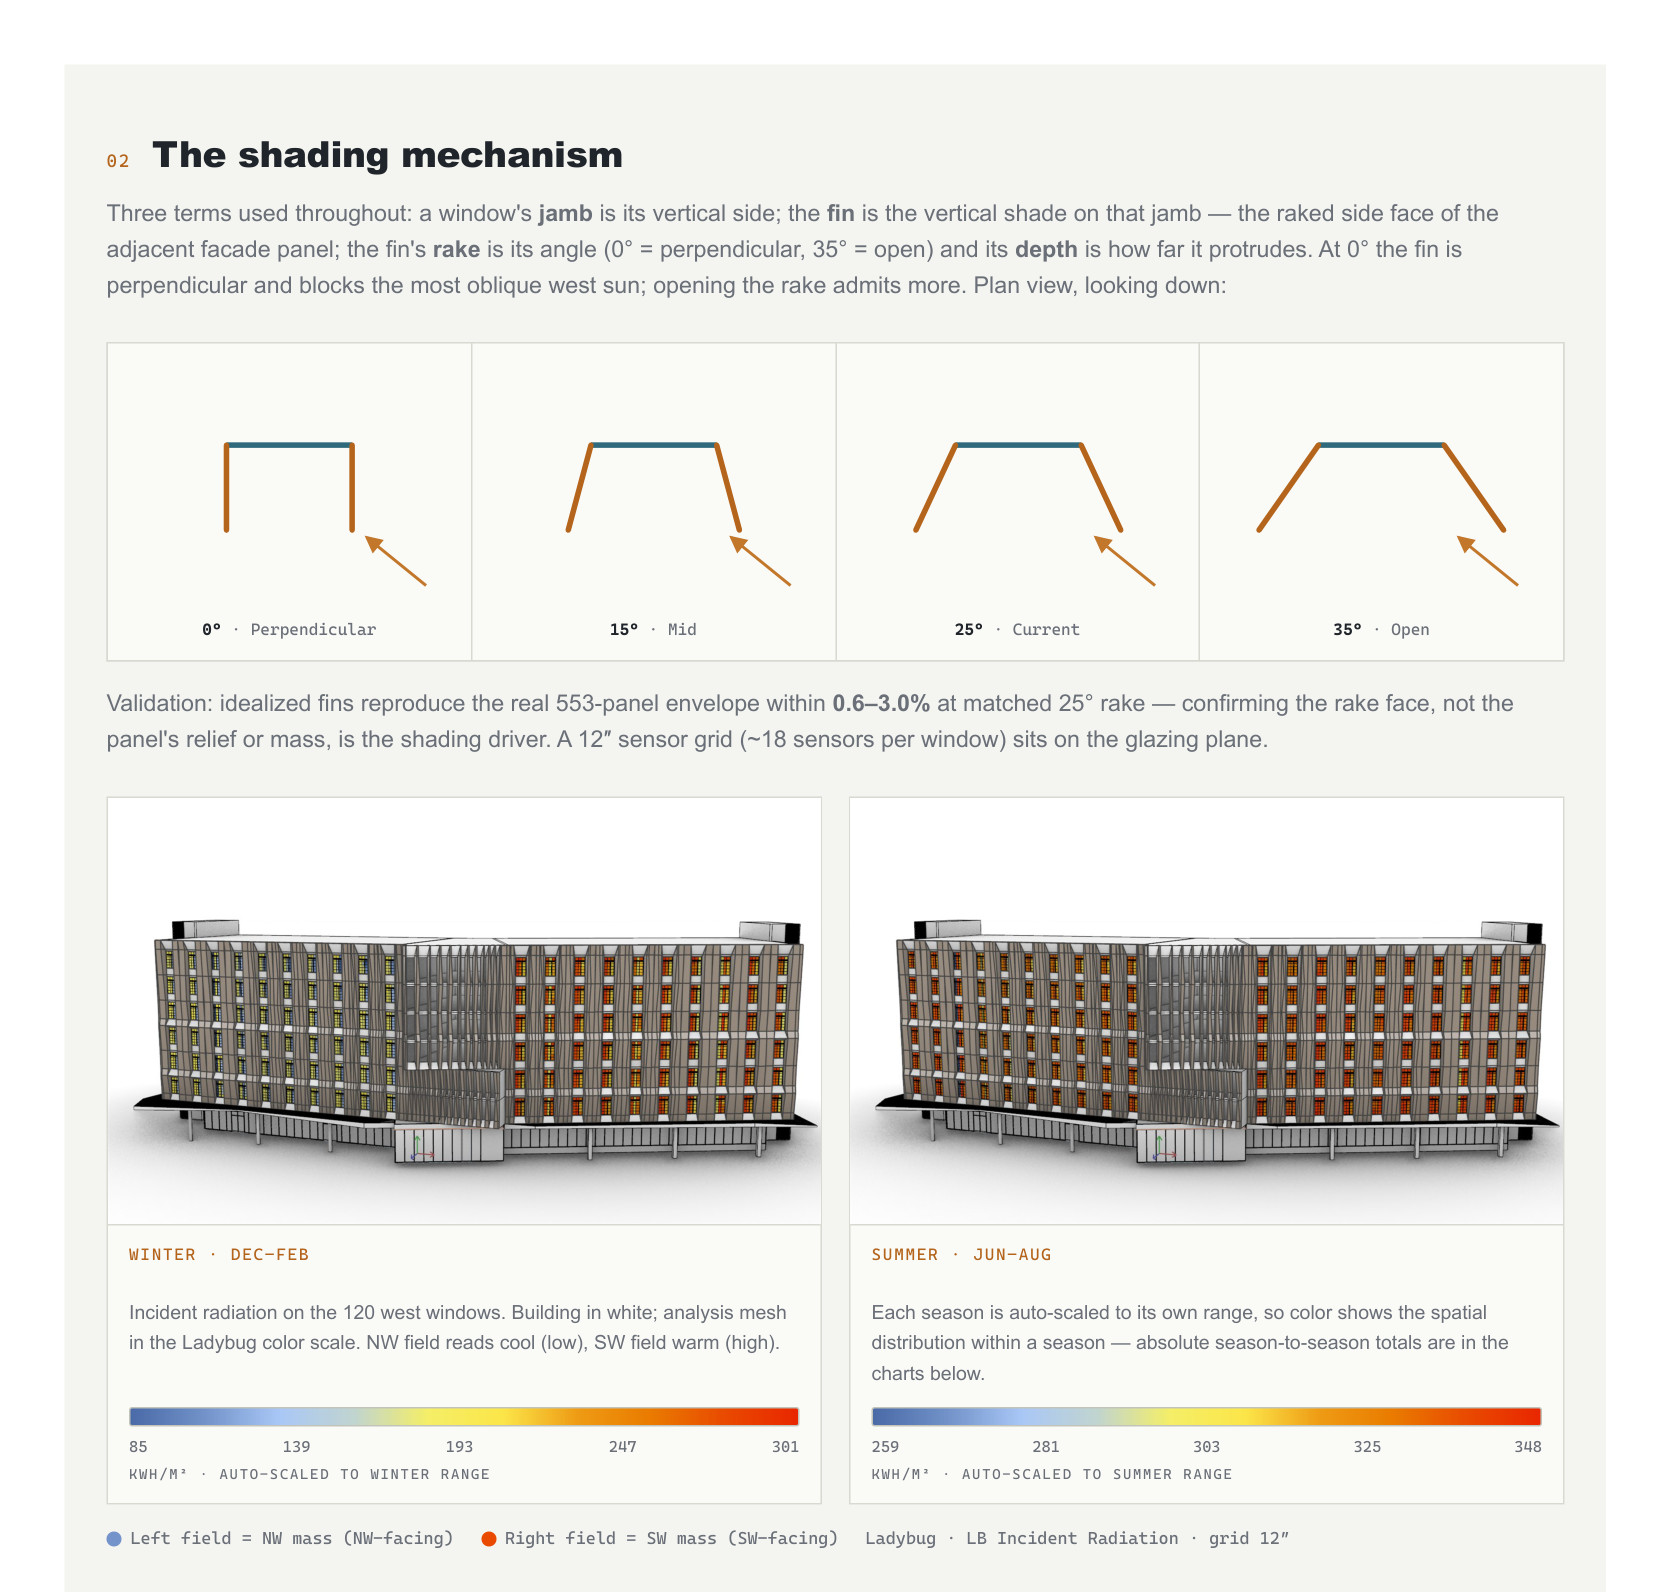 02 The shading mechanism
Three terms used throughout: a window's jamb is its vertical side; the fin is the vertical shade on that jamb — the raked side face of the
adjacent facade panel; the fin's rake is its angle (0° = perpendicular, 35° = open) and its depth is how far it protrudes. At 0° the fin is
perpendicular and blocks the most oblique west sun; opening the rake admits more. Plan view, looking down:
0° · Perpendicular
15° · Mid
25° · Current
35° · Open
Validation: idealized fins reproduce the real 553-panel envelope within 0.6–3.0% at matched 25° rake — confirming the rake face, not the
panel's relief or mass, is the shading driver. A 12″ sensor grid (~18 sensors per window) sits on the glazing plane.
WINTER · DEC–FEB
Incident radiation on the 120 west windows. Building in white; analysis mesh
in the Ladybug color scale. NW field reads cool (low), SW field warm (high).
85 139 193 247 301
KWH/M² · AUTO-SCALED TO WINTER RANGE
SUMMER · JUN–AUG
Each season is auto-scaled to its own range, so color shows the spatial
distribution within a season — absolute season-to-season totals are in the
charts below.
259 281 303 325 348
KWH/M² · AUTO-SCALED TO SUMMER RANGE
Left field = NW mass (NW-facing) Right field = SW mass (SW-facing) Ladybug · LB Incident Radiation · grid 12″